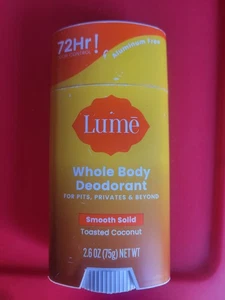 72Hr!
Aluminum Free
Lumē
Whole Body
Deodorant
FOR PITS, PRIVATES & BEYOND
Smooth Solid
Toasted Coconut
2.6 OZ (75g) NET WT